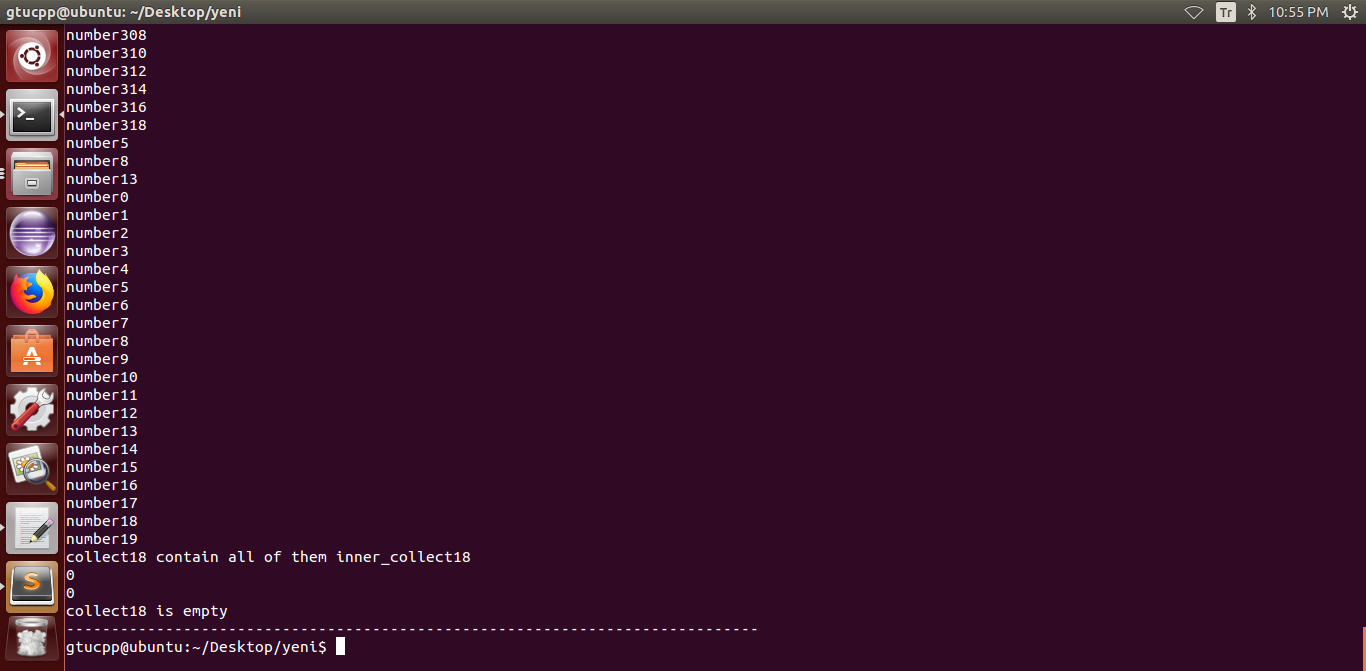 gtucpp@ubuntu: ~/Desktop/yeni
Tr
10:55 PM
number308
number310
number312
number314
number316
number318
number5
number8
number13
number0
number1
number2
number3
number4
number5
number6
number7
number8
number9
number10
number11
number12
number13
number14
number15
number16
number17
number18
number19
collect18 contain all of them inner_collect18
0
0
collect18 is empty
-----------------------------------------------------------------------------
gtucpp@ubuntu:~/Desktop/yeni$